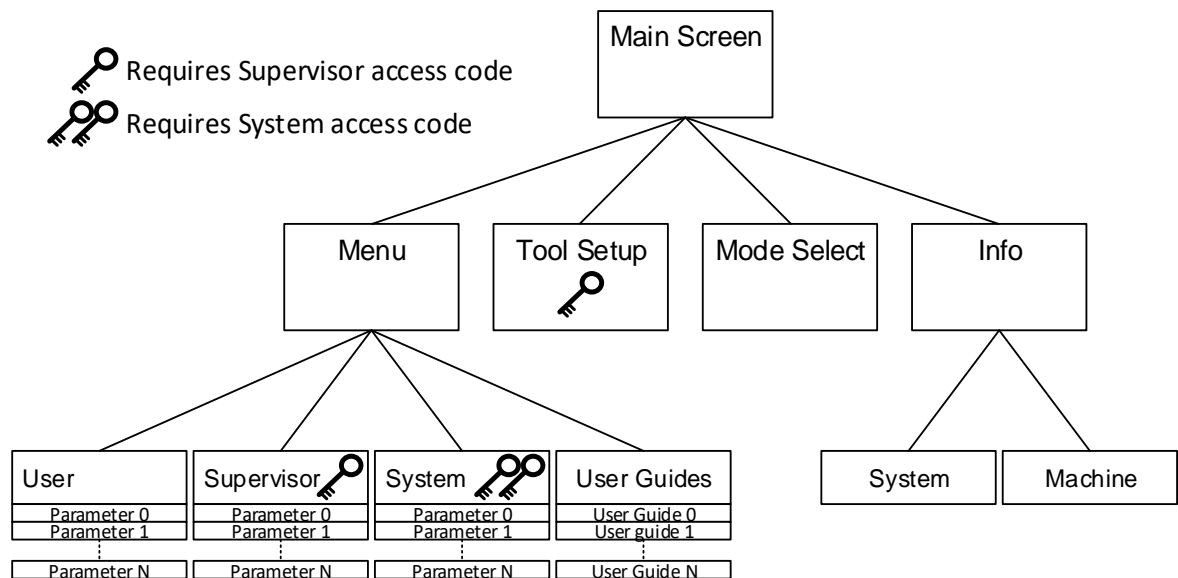 Main Screen
Requires Supervisor access code
Requires System access code
Menu
Tool Setup
Mode Select
Info
User
Supervisor
System
User Guides
System
Machine
Parameter 0
Parameter 0
Parameter 0
User Guide 0
Parameter 1
Parameter 1
Parameter 1
User guide 1
Parameter N
Parameter N
Parameter N
User Guide N